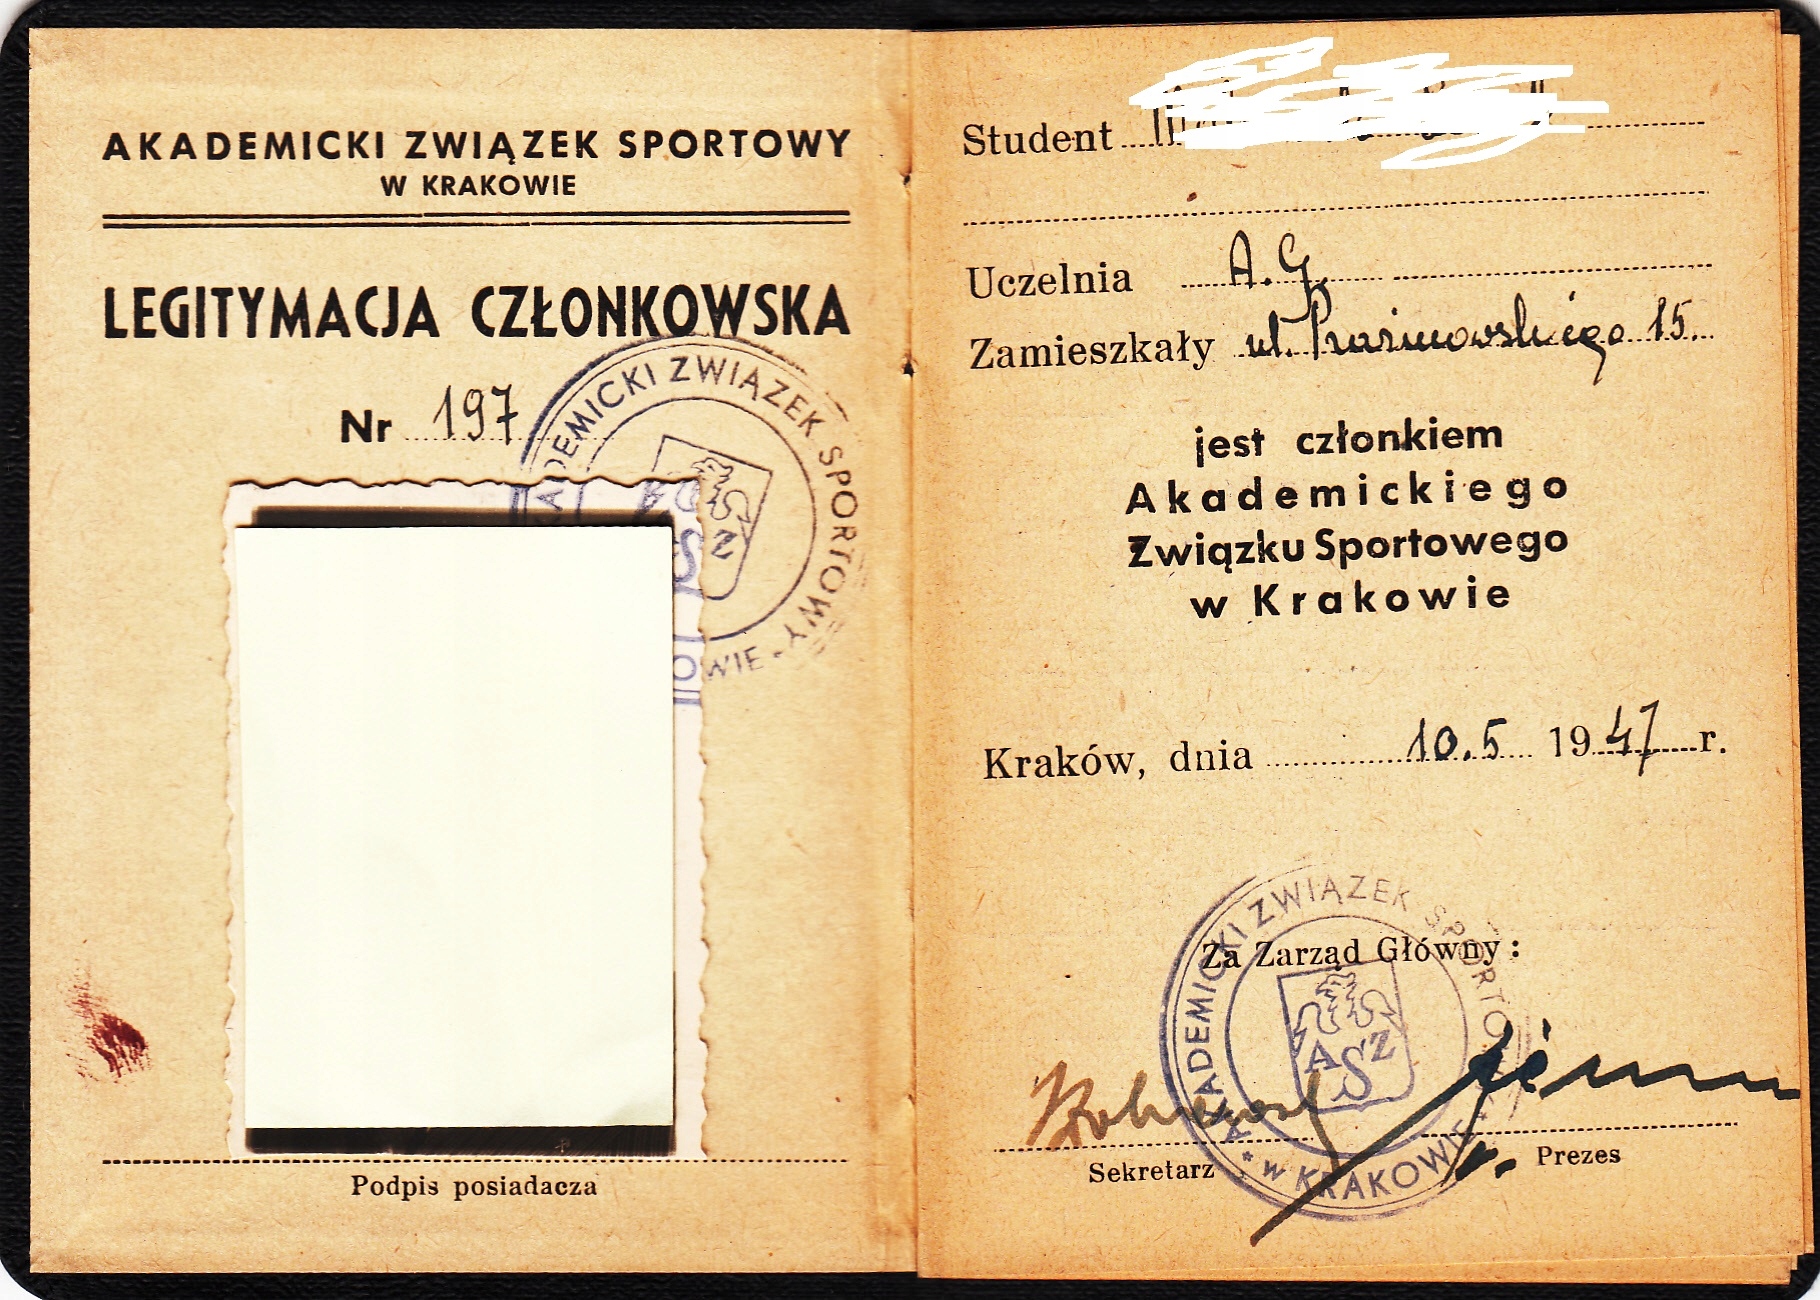 AKADEMICKI ZWIĄZEK SPORTOWY
W KRAKOWIE
LEGITYMACJA CZŁONKOWSKA
Nr 197
AKADEMICKI ZWIĄZEK SPORTOWY
OWIE
Z
S
Podpis posiadacza
Student
Uczelnia A.G.
Zamieszkały ul. Prażmowskiego 15
jest członkiem
Akademickiego
Związku Sportowego
w Krakowie
Kraków, dnia 10.5 1947 r.
Za Zarząd Główny:
AKADEMICKI ZWIĄZEK SPORTOWY
ASZ
* W KRAKOWIE *
Sekretarz
v. Prezes